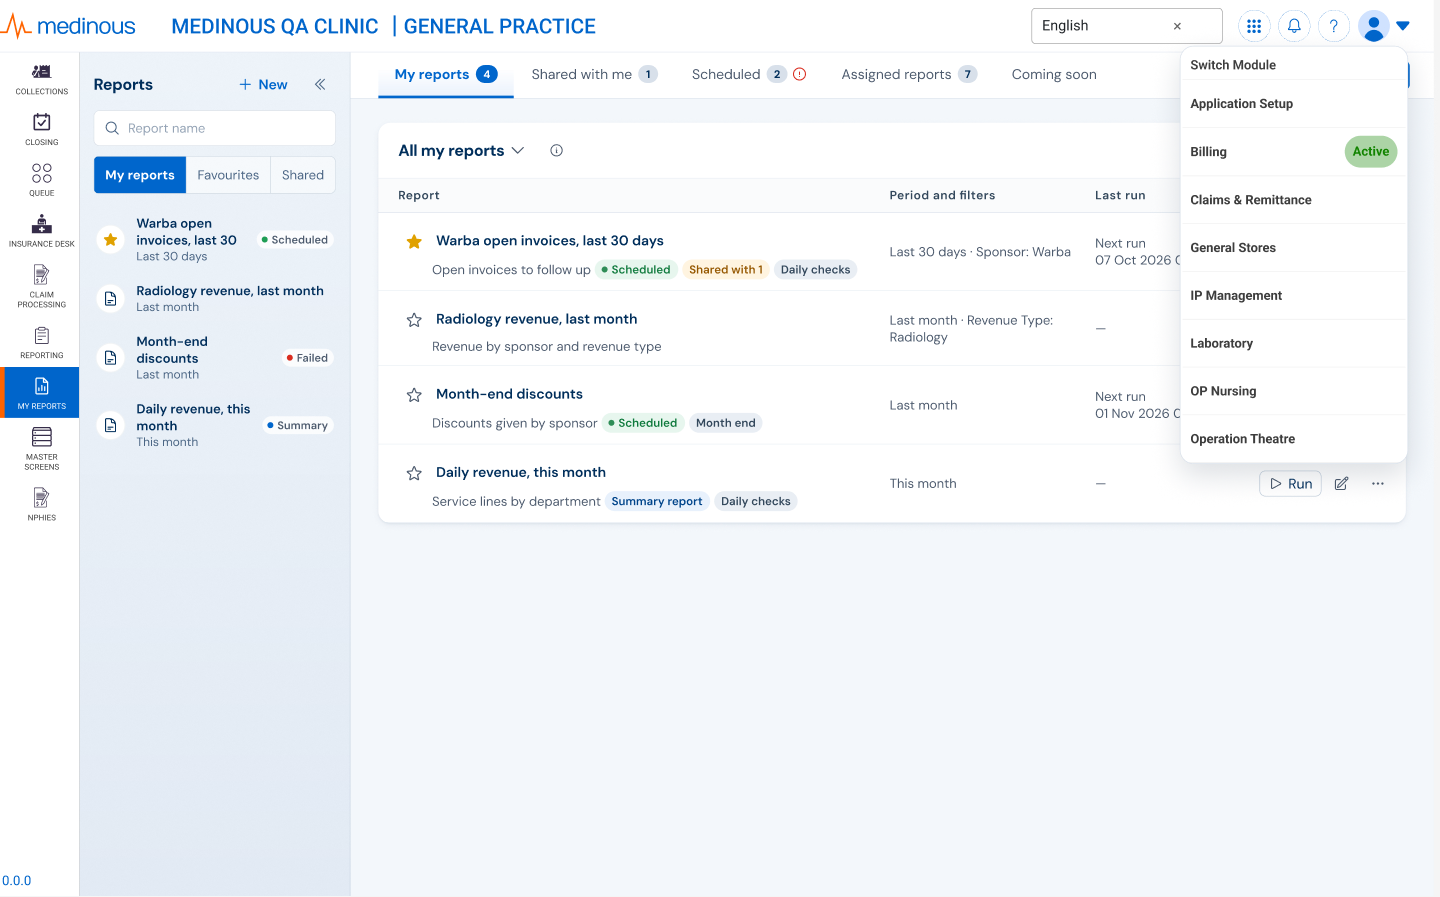 medinous
MEDINOUS QA CLINIC | GENERAL PRACTICE
English ×
?
COLLECTIONS
CLOSING
QUEUE
INSURANCE DESK
CLAIM
PROCESSING
REPORTING
MY REPORTS
MASTER
SCREENS
NPHIES
0.0.0
Reports
+ New
Report name
My reports
Favourites
Shared
Warba open
invoices, last 30
Last 30 days
Scheduled
Radiology revenue, last month
Last month
Month-end
discounts
Last month
Failed
Daily revenue, this
month
This month
Summary
My reports 4
Shared with me 1
Scheduled 2
Assigned reports 7
Coming soon
All my reports
Report
Period and filters
Last run
Warba open invoices, last 30 days
Open invoices to follow up
Scheduled
Shared with 1
Daily checks
Last 30 days · Sponsor: Warba
Next run
07 Oct 2026
Radiology revenue, last month
Revenue by sponsor and revenue type
Last month · Revenue Type:
Radiology
—
Month-end discounts
Discounts given by sponsor
Scheduled
Month end
Last month
Next run
01 Nov 2026
Daily revenue, this month
Service lines by department
Summary report
Daily checks
This month
—
Run
Switch Module
Application Setup
Billing
Active
Claims & Remittance
General Stores
IP Management
Laboratory
OP Nursing
Operation Theatre